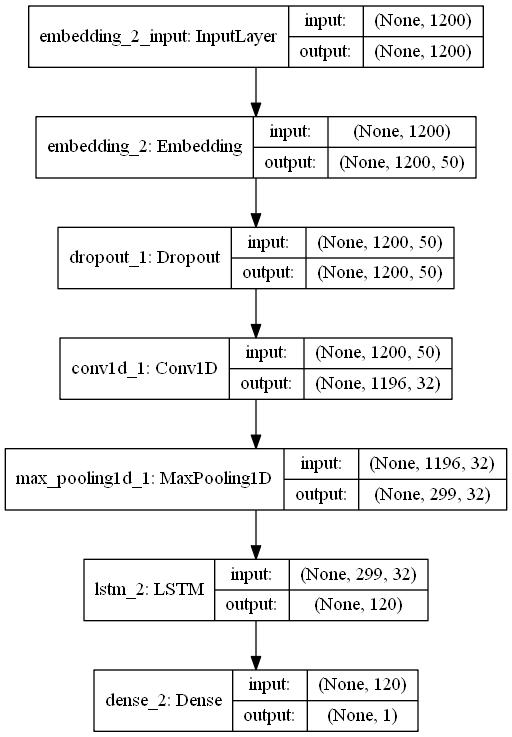 embedding_2_input: InputLayer
input: (None, 1200)
output: (None, 1200)
embedding_2: Embedding
input: (None, 1200)
output: (None, 1200, 50)
dropout_1: Dropout
input: (None, 1200, 50)
output: (None, 1200, 50)
conv1d_1: Conv1D
input: (None, 1200, 50)
output: (None, 1196, 32)
max_pooling1d_1: MaxPooling1D
input: (None, 1196, 32)
output: (None, 299, 32)
lstm_2: LSTM
input: (None, 299, 32)
output: (None, 120)
dense_2: Dense
input: (None, 120)
output: (None, 1)